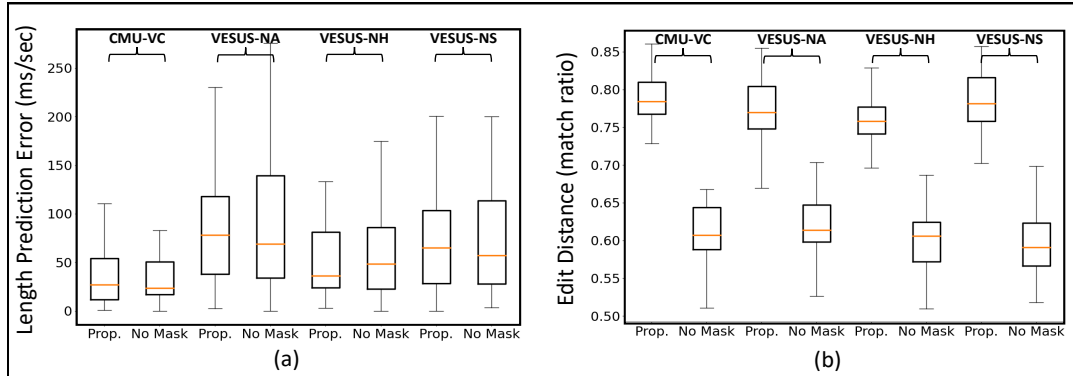 CMU-VC VESUS-NA VESUS-NH VESUS-NS
Length Prediction Error (ms/sec)
250
200
150
100
50
0
Prop. No Mask Prop. No Mask Prop. No Mask Prop. No Mask
(a)
CMU-VC VESUS-NA VESUS-NH VESUS-NS
Edit Distance (match ratio)
0.85
0.80
0.75
0.70
0.65
0.60
0.55
0.50
Prop. No Mask Prop. No Mask Prop. No Mask Prop. No Mask
(b)